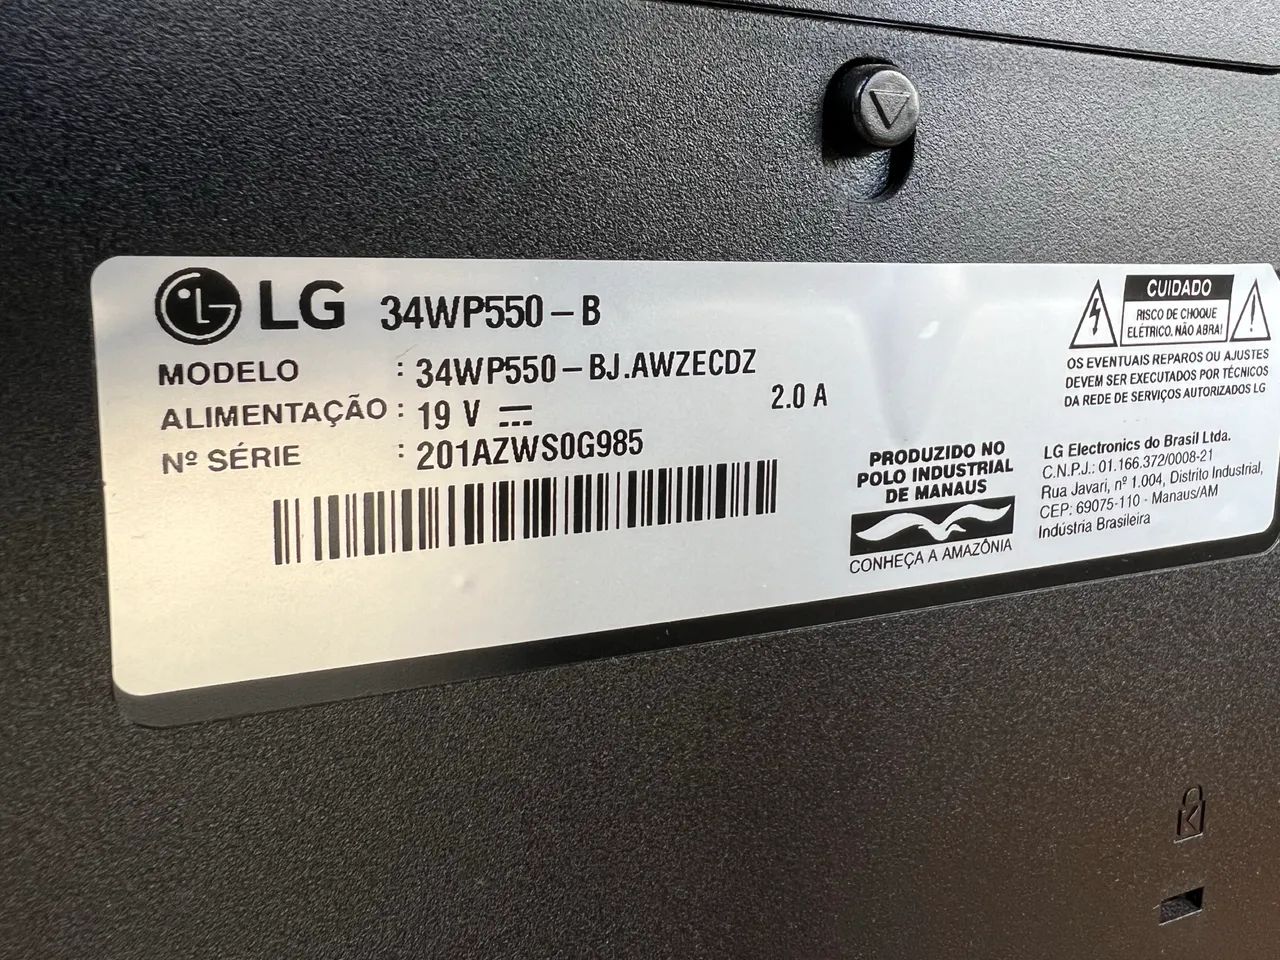 LG 34WP550-B
MODELO : 34WP550-BJ.AWZECDZ
ALIMENTAÇÃO : 19 V 2.0 A
Nº SÉRIE : 201AZWS0G985
CUIDADO
RISCO DE CHOQUE
ELÉTRICO. NÃO ABRA!
OS EVENTUAIS REPAROS OU AJUSTES
DEVEM SER EXECUTADOS POR TÉCNICOS
DA REDE DE SERVIÇOS AUTORIZADOS LG
PRODUZIDO NO
POLO INDUSTRIAL
DE MANAUS
CONHEÇA A AMAZÔNIA
LG Electronics do Brasil Ltda.
C.N.P.J.: 01.166.372/0008-21
Rua Javari, nº 1.004, Distrito Industrial,
CEP: 69075-110 - Manaus/AM
Indústria Brasileira